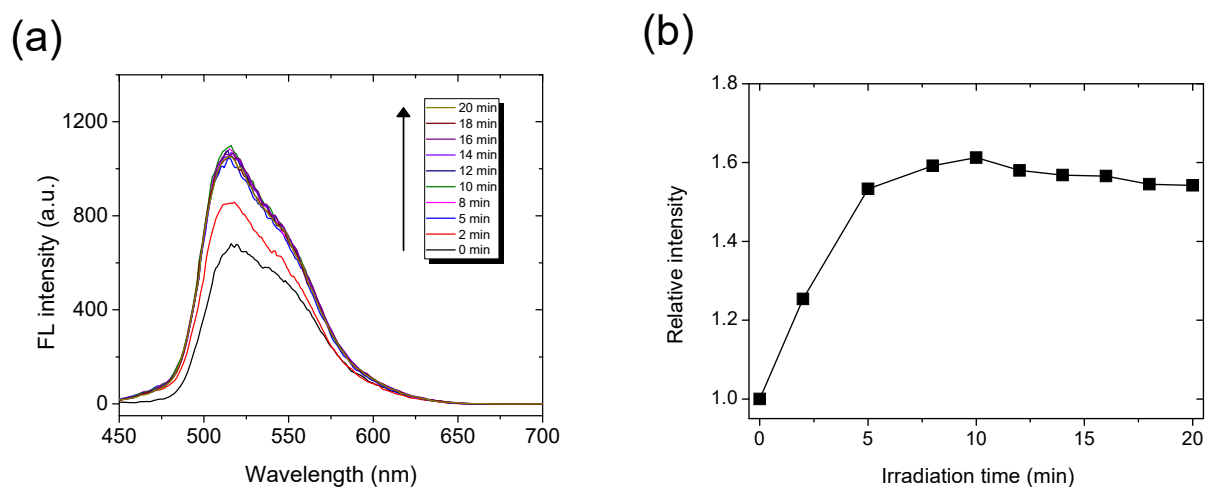 (a)
FL intensity (a.u.)
1200
800
400
0
450 500 550 600 650 700
Wavelength (nm)
20 min
18 min
16 min
14 min
12 min
10 min
8 min
5 min
2 min
0 min
(b)
Relative intensity
1.8
1.6
1.4
1.2
1.0
0 5 10 15 20
Irradiation time (min)